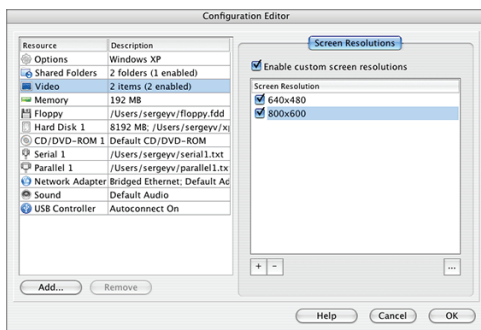 Configuration Editor
Resource Description
Options Windows XP
Shared Folders 2 folders (1 enabled)
Video 2 items (2 enabled)
Memory 192 MB
Floppy /Users/sergeyv/floppy.fdd
Hard Disk 1 8192 MB; /Users/sergeyv/x
CD/DVD-ROM 1 Default CD/DVD-ROM
Serial 1 /Users/sergeyv/serial1.txt
Parallel 1 /Users/sergeyv/parallel1.tx
Network Adapter Bridged Ethernet; Default Ad
Sound Default Audio
USB Controller Autoconnect On
Add... Remove
Screen Resolutions
Enable custom screen resolutions
Screen Resolution
640x480
800x600
+ - ...
Help Cancel OK